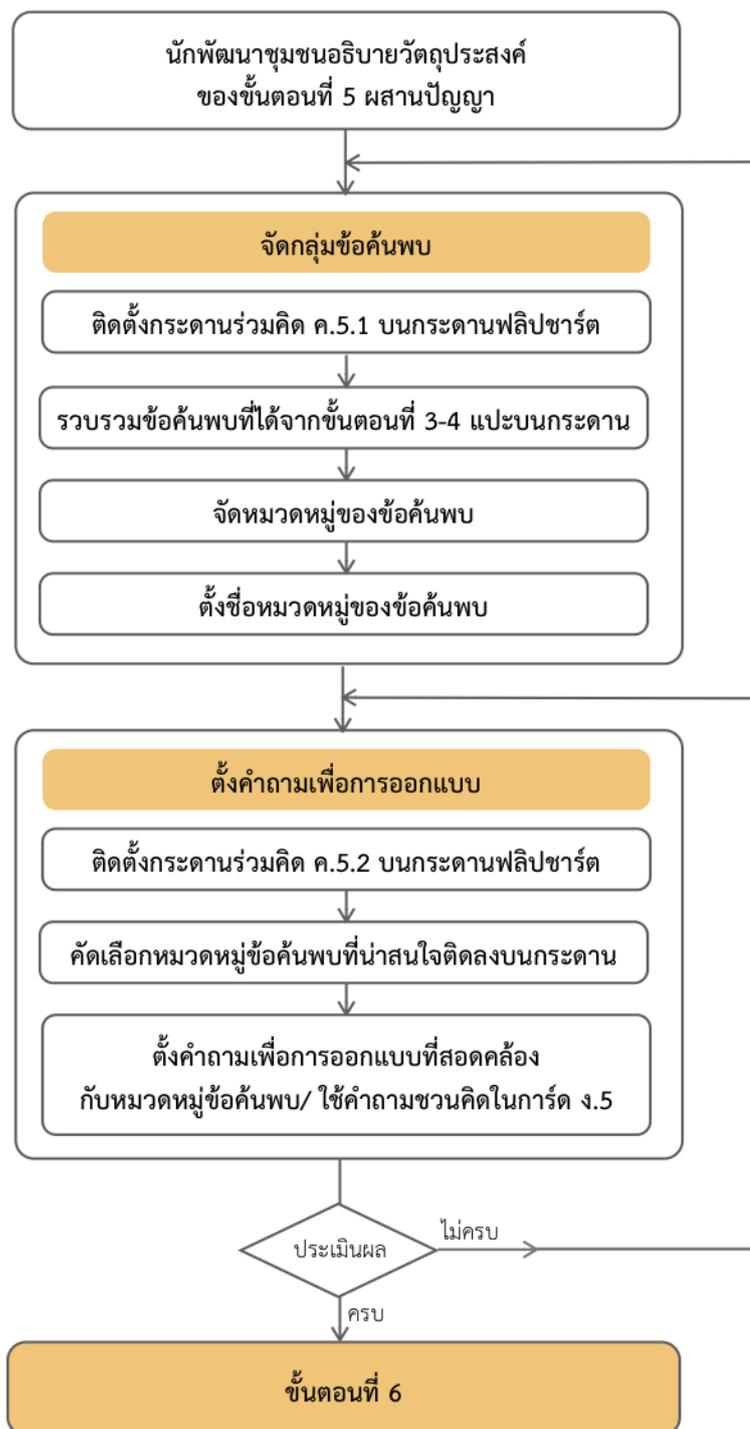 นักพัฒนาชุมชนอธิบายวัตถุประสงค์
ของขั้นตอนที่ 5 ผสานปัญญา
จัดกลุ่มข้อค้นพบ
ติดตั้งกระดานร่วมคิด ค.5.1 บนกระดานฟลิปชาร์ต
รวบรวมข้อค้นพบที่ได้จากขั้นตอนที่ 3-4 แปะบนกระดาน
จัดหมวดหมู่ของข้อค้นพบ
ตั้งชื่อหมวดหมู่ของข้อค้นพบ
ตั้งคำถามเพื่อการออกแบบ
ติดตั้งกระดานร่วมคิด ค.5.2 บนกระดานฟลิปชาร์ต
คัดเลือกหมวดหมู่ข้อค้นพบที่น่าสนใจติดลงบนกระดาน
ตั้งคำถามเพื่อการออกแบบที่สอดคล้อง
กับหมวดหมู่ข้อค้นพบ/ ใช้คำถามชวนคิดในการ์ด ง.5
ไม่ครบ
ประเมินผล
ครบ
ขั้นตอนที่ 6